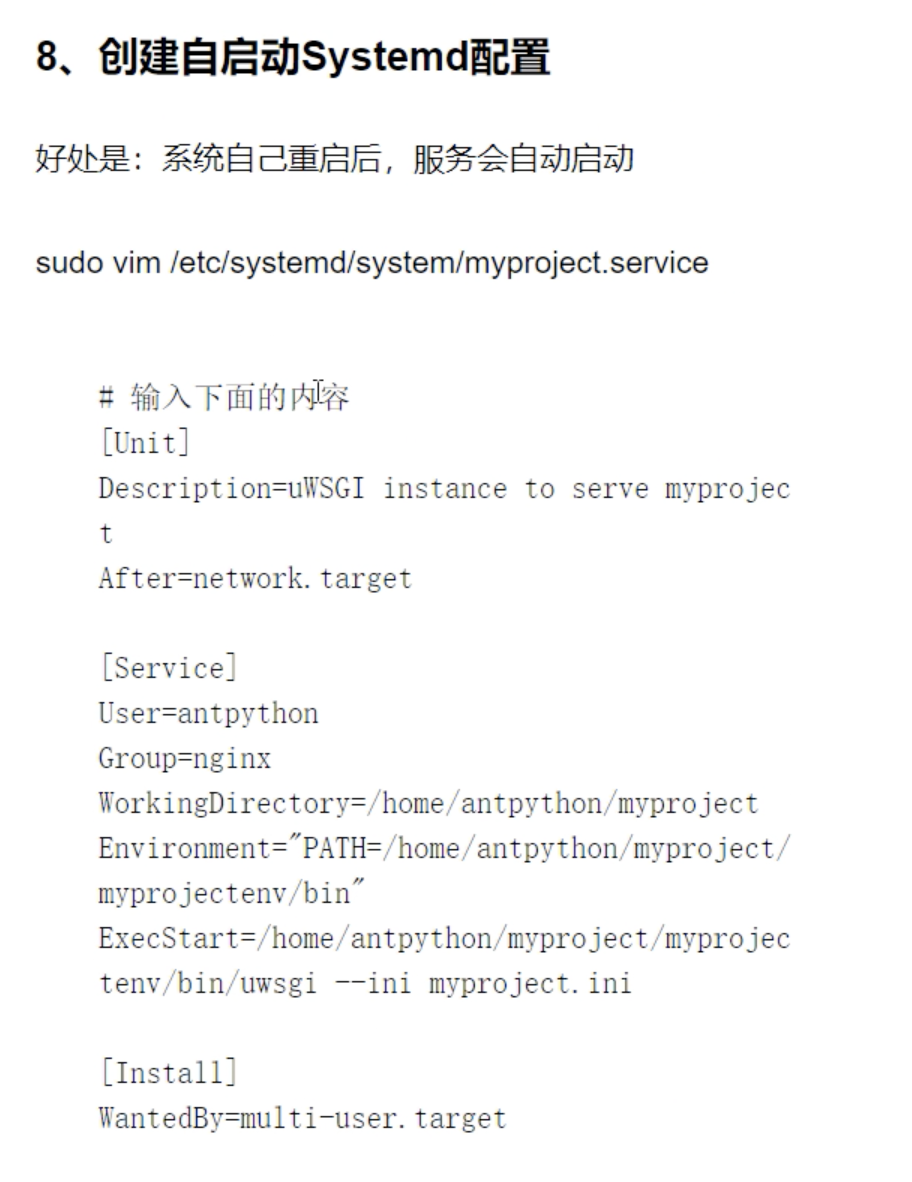 8、创建自启动Systemd配置
好处是：系统自己重启后，服务会自动启动
sudo vim /etc/systemd/system/myproject.service
# 输入下面的内容
[Unit]
Description=uWSGI instance to serve myprojec
t
After=network.target
[Service]
User=antpython
Group=nginx
WorkingDirectory=/home/antpython/myproject
Environment="PATH=/home/antpython/myproject/
myprojectenv/bin"
ExecStart=/home/antpython/myproject/myprojec
tenv/bin/uwsgi --ini myproject.ini
[Install]
WantedBy=multi-user.target